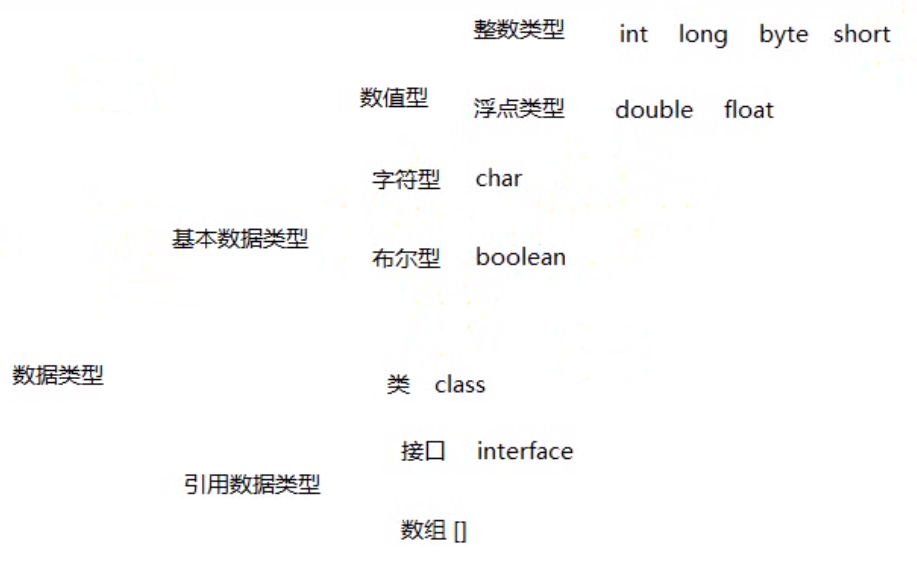 整数类型 int long byte short
数值型
浮点类型 double float
字符型 char
基本数据类型
布尔型 boolean
数据类型
类 class
接口 interface
引用数据类型
数组 []